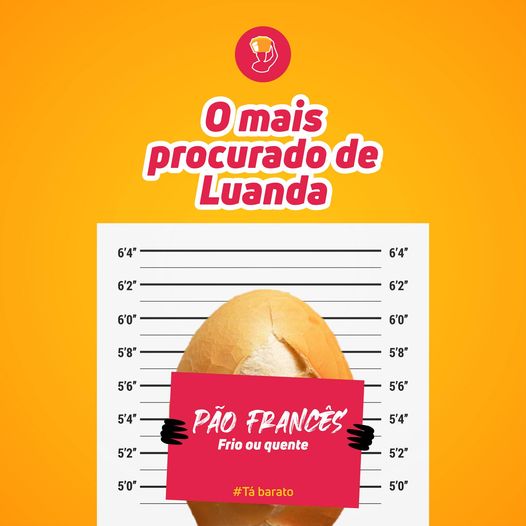 O mais
procurado de
Luanda
6'4" 6'4"
6'2" 6'2"
6'0" 6'0"
5'8" 5'8"
5'6" 5'6"
PÃO FRANCÊS
5'4" 5'4"
Frio ou quente
5'2" 5'2"
5'0" 5'0"
#Tá barato